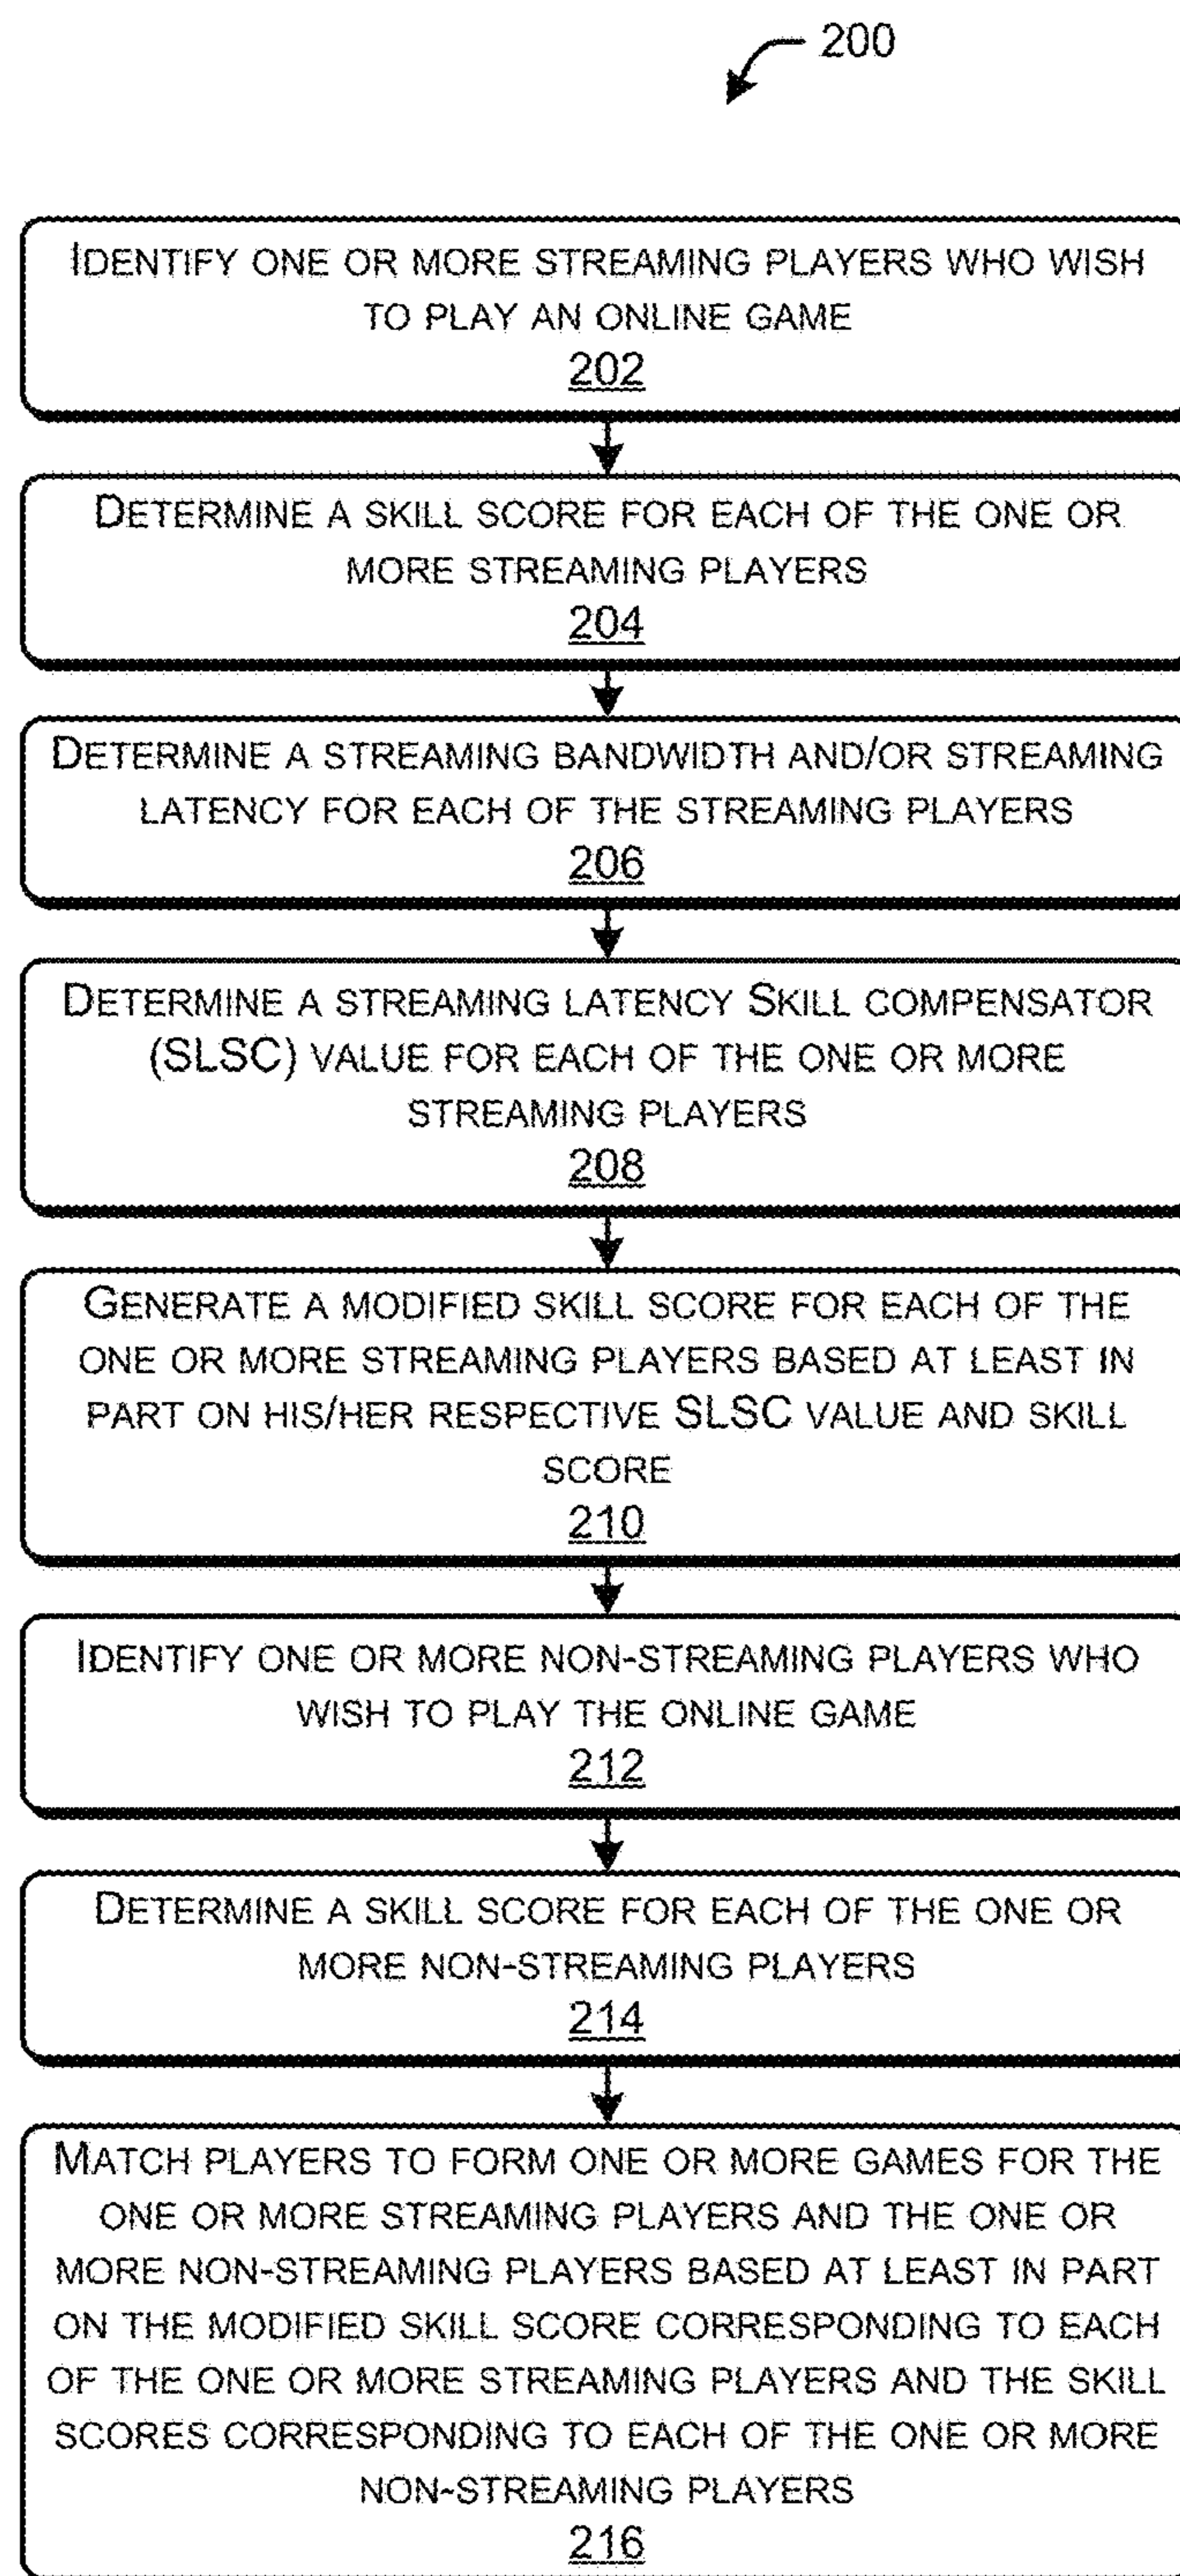 200
IDENTIFY ONE OR MORE STREAMING PLAYERS WHO WISH
TO PLAY AN ONLINE GAME
202
DETERMINE A SKILL SCORE FOR EACH OF THE ONE OR
MORE STREAMING PLAYERS
204
DETERMINE A STREAMING BANDWIDTH AND/OR STREAMING
LATENCY FOR EACH OF THE STREAMING PLAYERS
206
DETERMINE A STREAMING LATENCY SKILL COMPENSATOR
(SLSC) VALUE FOR EACH OF THE ONE OR MORE
STREAMING PLAYERS
208
GENERATE A MODIFIED SKILL SCORE FOR EACH OF THE
ONE OR MORE STREAMING PLAYERS BASED AT LEAST IN
PART ON HIS/HER RESPECTIVE SLSC VALUE AND SKILL
SCORE
210
IDENTIFY ONE OR MORE NON-STREAMING PLAYERS WHO
WISH TO PLAY THE ONLINE GAME
212
DETERMINE A SKILL SCORE FOR EACH OF THE ONE OR
MORE NON-STREAMING PLAYERS
214
MATCH PLAYERS TO FORM ONE OR MORE GAMES FOR THE
ONE OR MORE STREAMING PLAYERS AND THE ONE OR
MORE NON-STREAMING PLAYERS BASED AT LEAST IN PART
ON THE MODIFIED SKILL SCORE CORRESPONDING TO EACH
OF THE ONE OR MORE STREAMING PLAYERS AND THE SKILL
SCORES CORRESPONDING TO EACH OF THE ONE OR MORE
NON-STREAMING PLAYERS
216